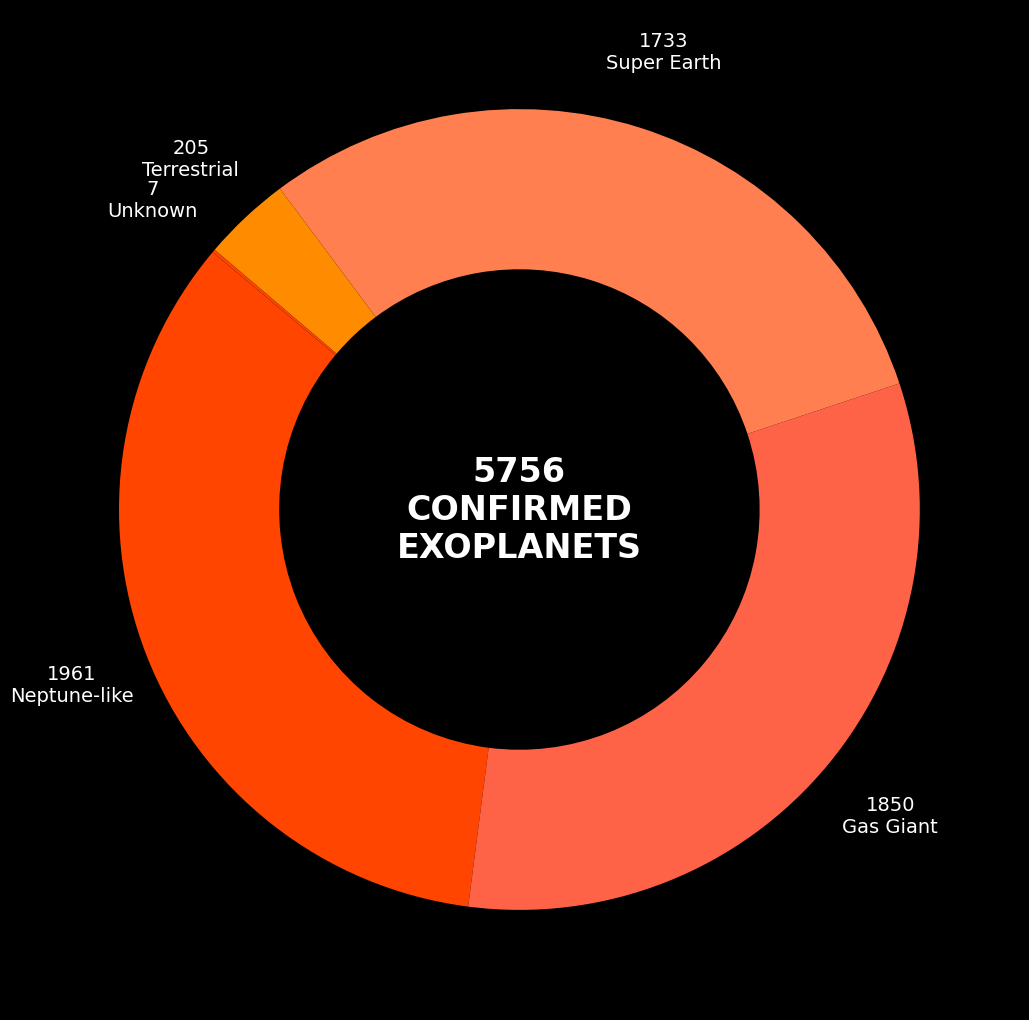 1733
Super Earth
205
Terrestrial
7
Unknown
5756
CONFIRMED
EXOPLANETS
1961
Neptune-like
1850
Gas Giant